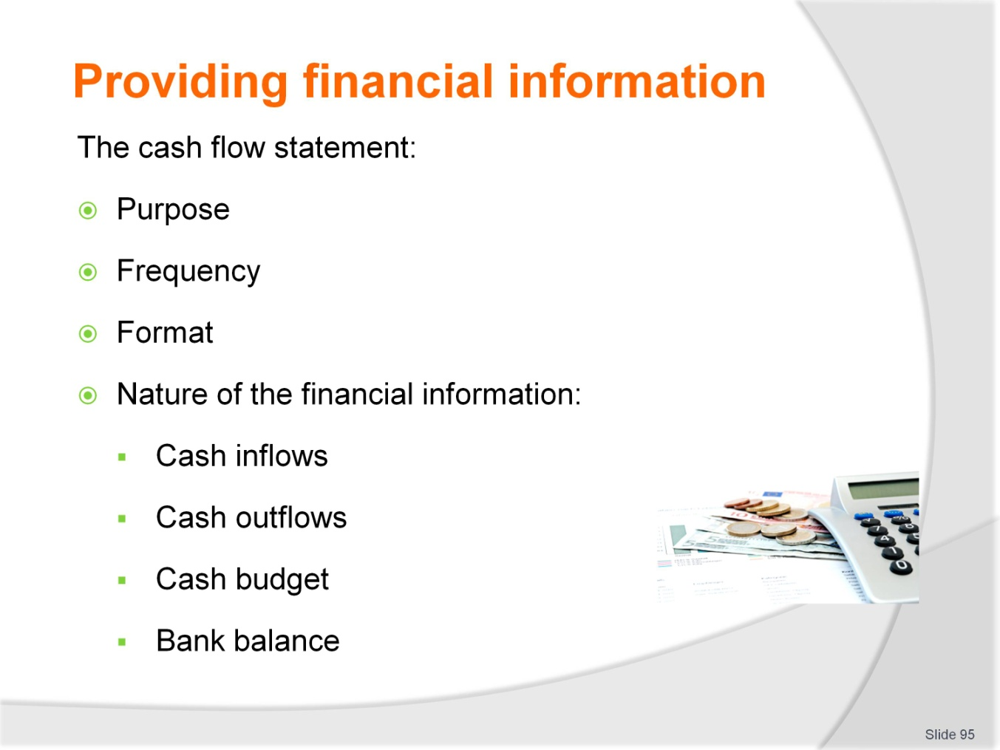 Providing financial information
The cash flow statement:
Purpose
Frequency
Format
Nature of the financial information:
Cash inflows
Cash outflows
Cash budget
Bank balance
Slide 95